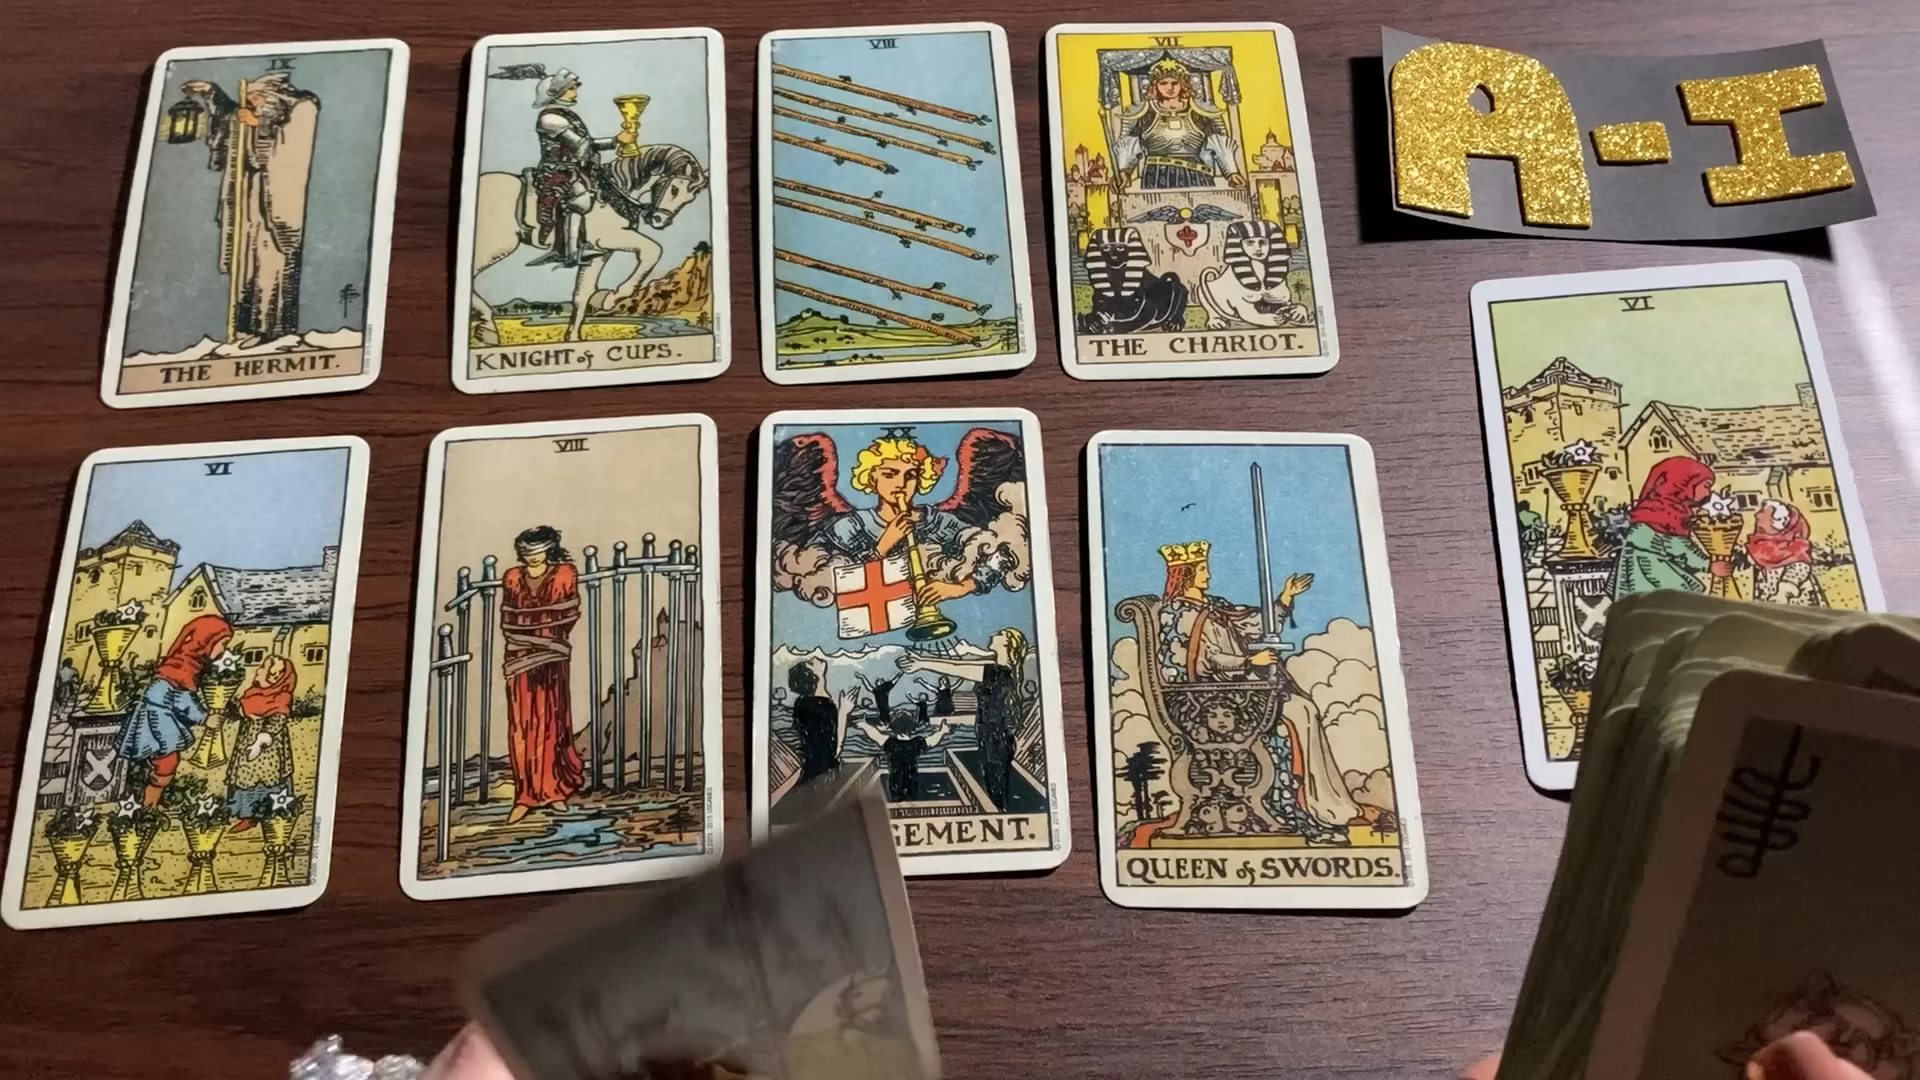 IX
THE HERMIT.
KNIGHT of CUPS.
VIII
VII
THE CHARIOT.
A-I
VI
VI
VIII
XX
GEMENT.
QUEEN of SWORDS.